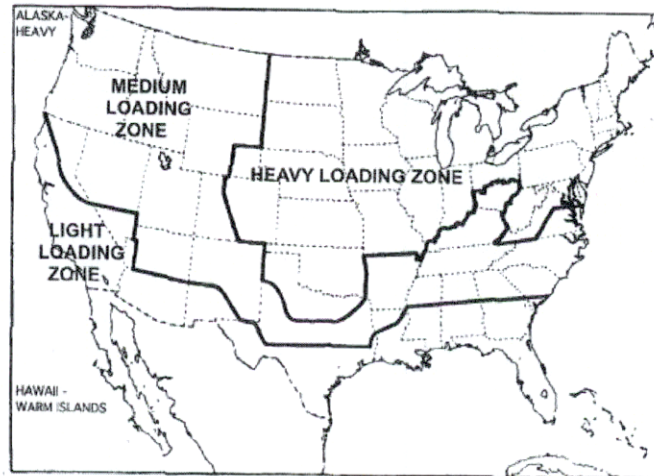 ALASKA-
HEAVY
MEDIUM
LOADING
ZONE
HEAVY LOADING ZONE
LIGHT
LOADING
ZONE
HAWAII -
WARM ISLANDS